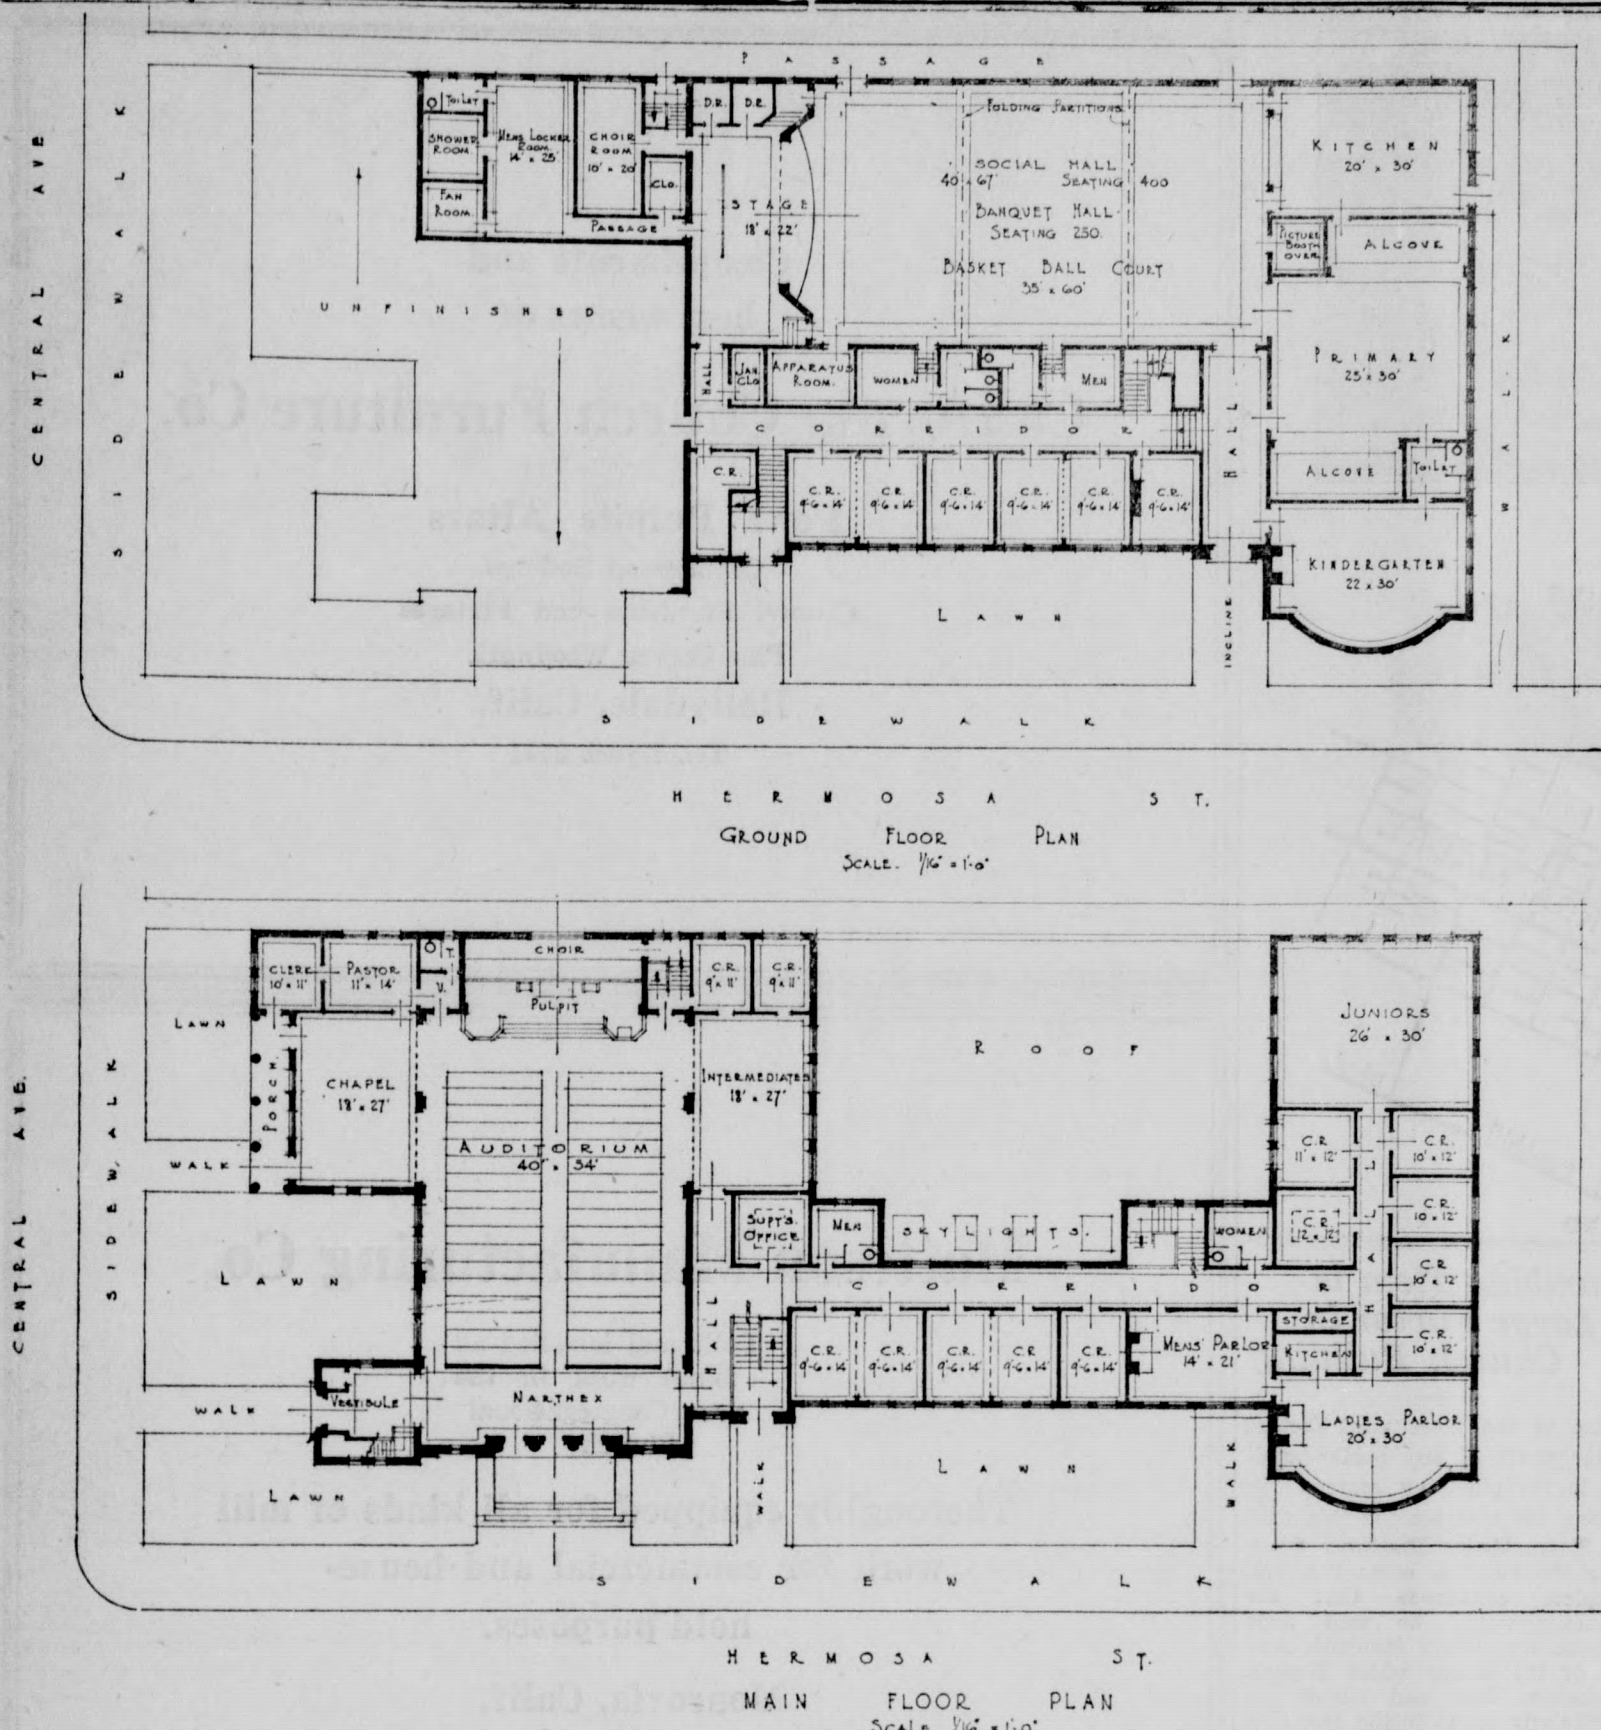 PASSAGE
CENTRAL AVE
SIDEWALK
TOILET
SHOWER ROOM.
FAN ROOM.
MENS LOCKER ROOM.
14' x 25'
CHOIR ROOM
10' x 20'
CLO.
PASSAGE
D.R.
D.R.
STAGE
18' x 22'
FOLDING PARTITIONS
SOCIAL HALL
40' x 67' SEATING 400
BANQUET HALL
SEATING 250.
BASKET BALL COURT
35' x 60'
KITCHEN
20' x 30'
PICTURE BOOTH OVER.
ALCOVE
PRIMARY
25' x 30'
ALCOVE
TOILET
KINDERGARTEN
22 x 30'
WALK
UNFINISHED
HALL
JAN. CLO.
APPARATUS ROOM.
WOMEN
MEN
CORRIDOR
HALL
C.R.
C.R.
9'-6 x 14'
C.R.
9'-6 x 14'
C.R.
9'-6 x 14'
C.R.
9'-6 x 14'
C.R.
9'-6 x 14'
C.R.
9'-6 x 14'
LAWN
INCLINE
SIDEWALK
HERMOSA ST.
GROUND FLOOR PLAN
SCALE. 1/16" = 1'-0"
CENTRAL AVE.
SIDEWALK
LAWN
CLERK
10' x 11'
PASTOR
11' x 14'
T.
V.
CHOIR
PULPIT
C.R.
9' x 11'
C.R.
9' x 11'
PORCH.
CHAPEL
18' x 27'
INTERMEDIATES
18' x 27'
AUDITORIUM
40' x 54'
WALK
LAWN
ROOF
JUNIORS
26' x 30'
C.R.
11' x 12'
C.R.
10' x 12'
C.R.
12 x 12'
C.R.
10 x 12'
C.R.
10' x 12'
C.R.
10' x 12'
HALL
SUPT'S. OFFICE
MEN
SKYLIGHTS.
WOMEN
CORRIDOR
HALL
C.R.
9'-6 x 14'
C.R.
9'-6 x 14'
C.R.
9'-6 x 14'
C.R.
9'-6 x 14'
C.R.
9'-6 x 14'
MENS' PARLOR
14' x 21'
STORAGE
KITCHEN
LADIES PARLOR
20' x 30'
VESTIBULE
NARTHEX
WALK
LAWN
WALK
LAWN
WALK
SIDEWALK
HERMOSA ST.
MAIN FLOOR PLAN
SCALE 1/16" = 1'-0"